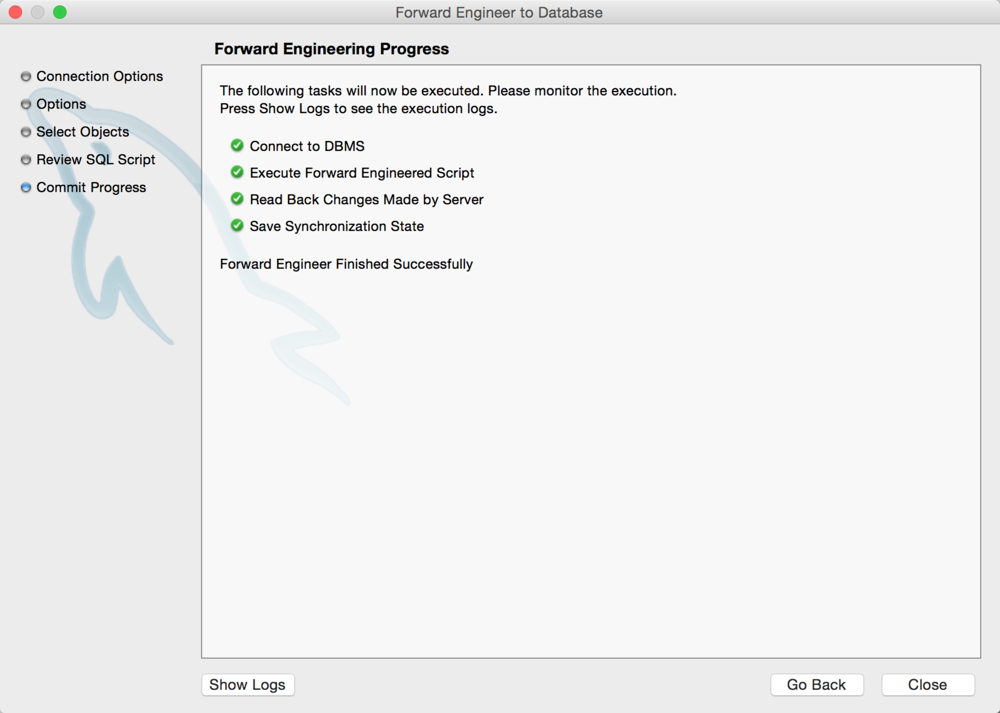 Forward Engineer to Database
Forward Engineering Progress
Connection Options
Options
Select Objects
Review SQL Script
Commit Progress
The following tasks will now be executed. Please monitor the execution.
Press Show Logs to see the execution logs.
Connect to DBMS
Execute Forward Engineered Script
Read Back Changes Made by Server
Save Synchronization State
Forward Engineer Finished Successfully
Show Logs
Go Back
Close